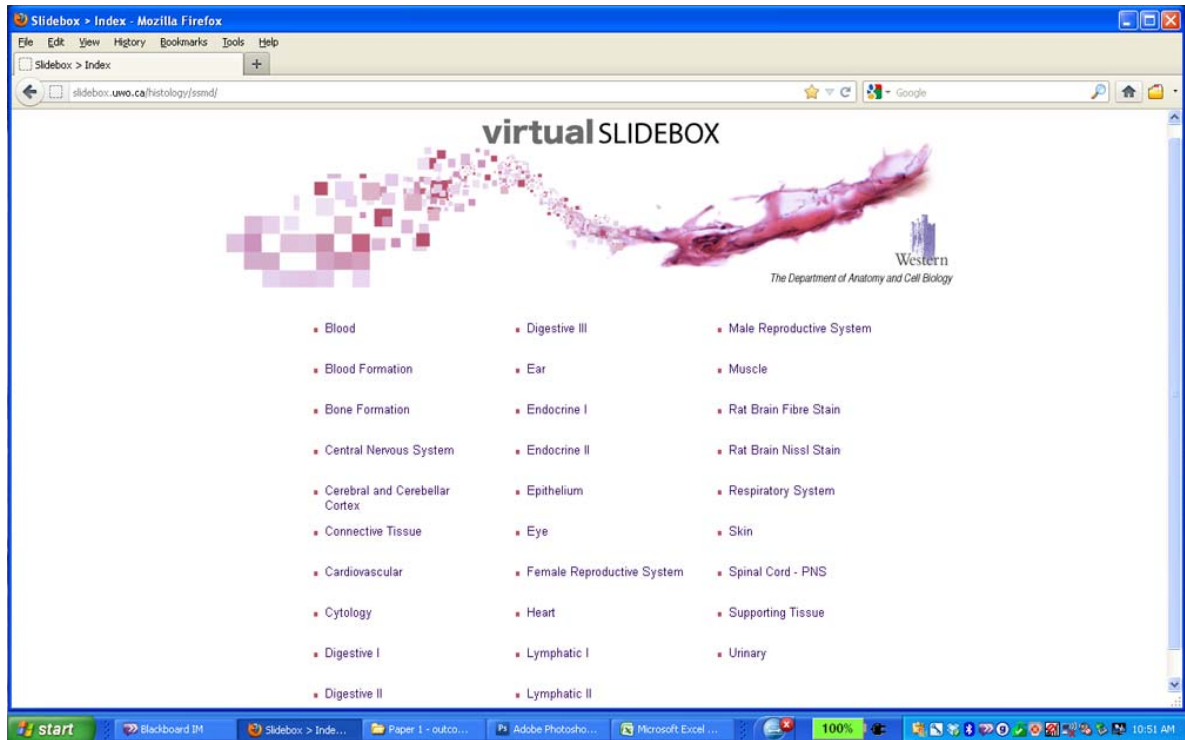 Slidebox > Index - Mozilla Firefox
File Edit View History Bookmarks Tools Help
Slidebox > Index
slidebox.uwo.ca/histology/ssmd/
Google
virtual SLIDEBOX
Western
The Department of Anatomy and Cell Biology
Blood
Blood Formation
Bone Formation
Central Nervous System
Cerebral and Cerebellar
Cortex
Connective Tissue
Cardiovascular
Cytology
Digestive I
Digestive II
Digestive III
Ear
Endocrine I
Endocrine II
Epithelium
Eye
Female Reproductive System
Heart
Lymphatic I
Lymphatic II
Male Reproductive System
Muscle
Rat Brain Fibre Stain
Rat Brain Nissl Stain
Respiratory System
Skin
Spinal Cord - PNS
Supporting Tissue
Urinary
start
Blackboard IM
Slidebox > Inde...
Paper 1 - outco...
Adobe Photosho...
Microsoft Excel ...
100%
10:51 AM